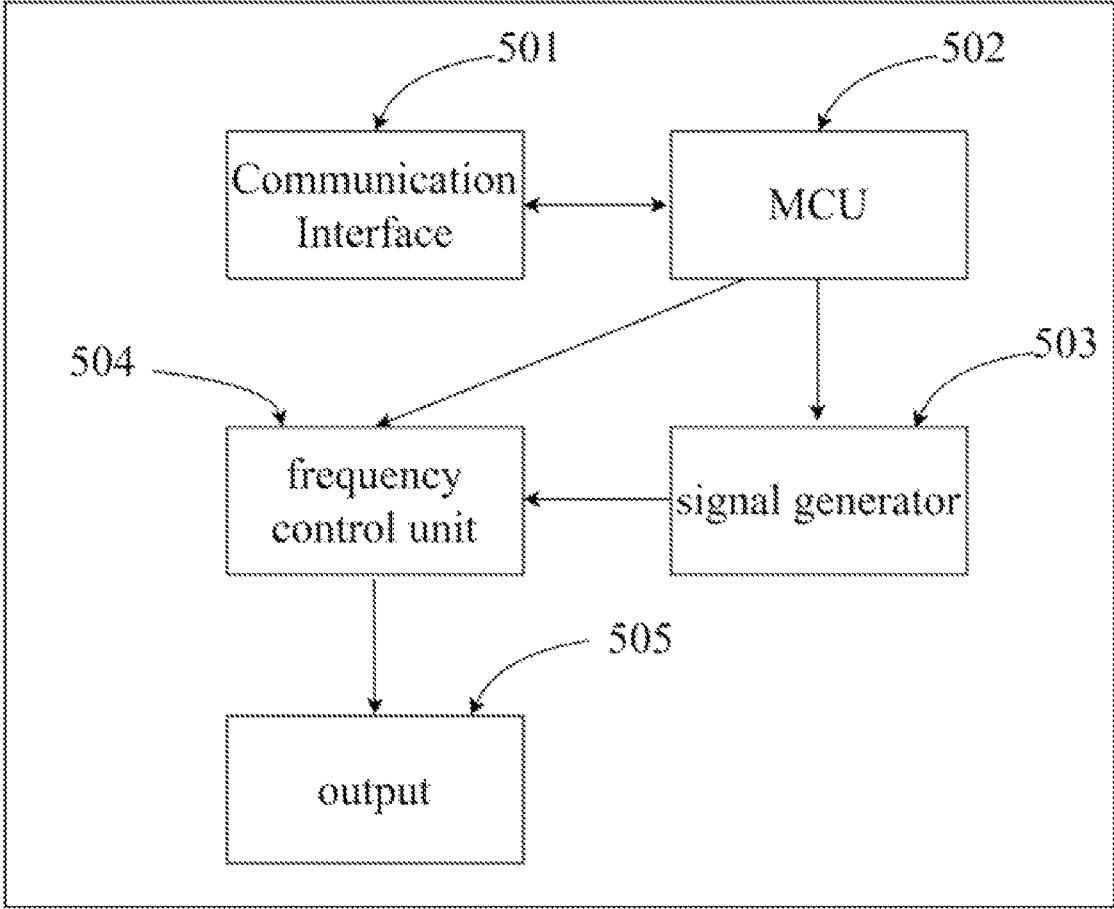 501
502
Communication
Interface
MCU
504
503
frequency
control unit
signal generator
505
output